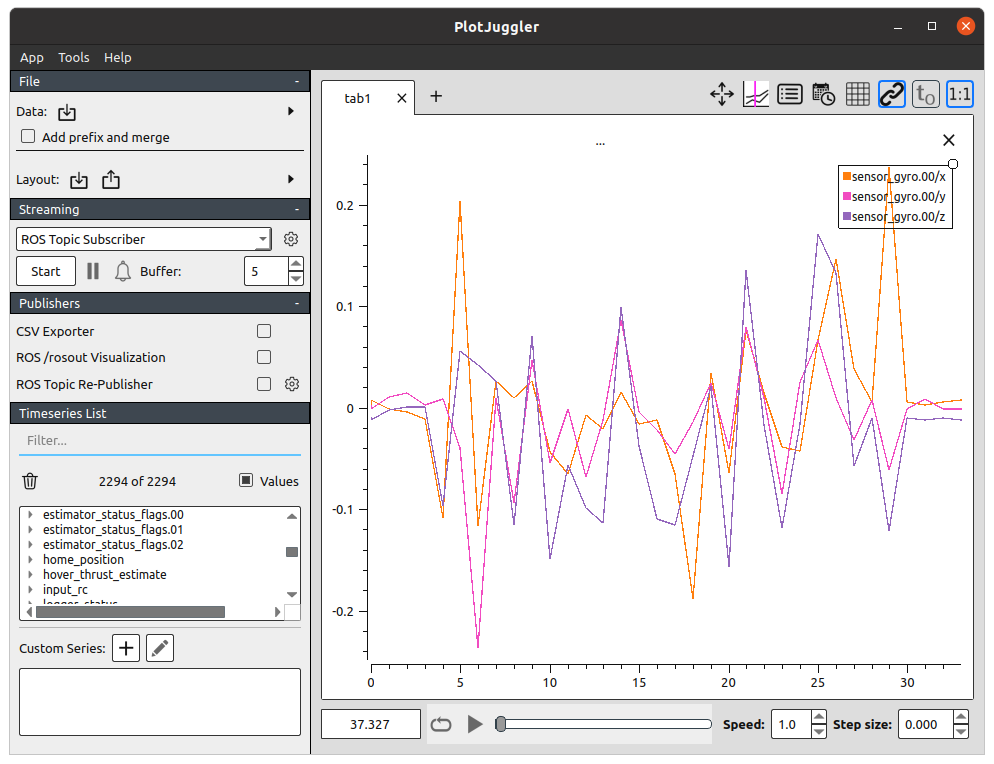 PlotJuggler
App Tools Help
File -
Data:
Add prefix and merge
Layout:
Streaming -
ROS Topic Subscriber
Start Buffer: 5
Publishers -
CSV Exporter
ROS /rosout Visualization
ROS Topic Re-Publisher
Timeseries List
Filter...
2294 of 2294 Values
estimator_status_flags.00
estimator_status_flags.01
estimator_status_flags.02
home_position
hover_thrust_estimate
input_rc
logger_status
Custom Series:
tab1
t0 1:1
...
sensor_gyro.00/x
sensor_gyro.00/y
sensor_gyro.00/z
0.2
0.1
0
-0.1
-0.2
0 5 10 15 20 25 30
37.327 Speed: 1.0 Step size: 0.000